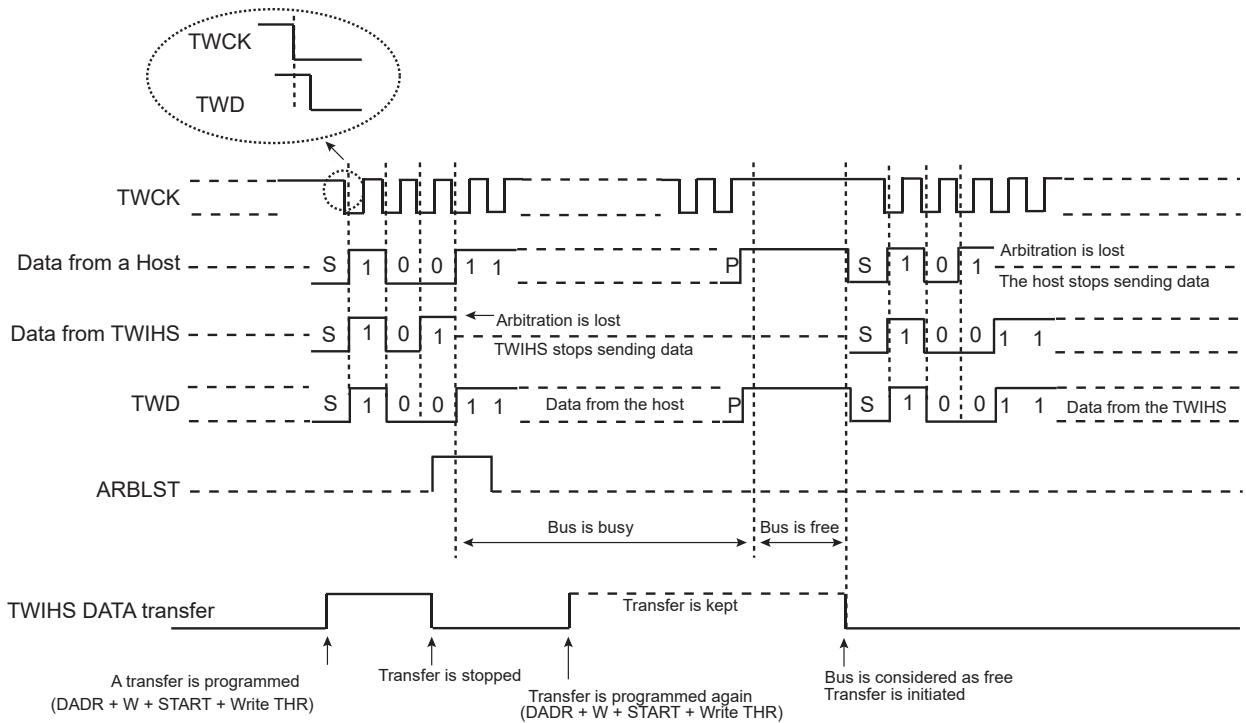 TWCK
TWD
TWCK
Data from a Host
S 1 0 0 1 1
P
S 1 0 1
Arbitration is lost
The host stops sending data
Data from TWIHS
S 1 0 1
Arbitration is lost
TWIHS stops sending data
S 1 0 0 1 1
TWD
S 1 0 0 1 1
Data from the host
P
S 1 0 0 1 1
Data from the TWIHS
ARBLST
Bus is busy
Bus is free
TWIHS DATA transfer
Transfer is kept
A transfer is programmed
(DADR + W + START + Write THR)
Transfer is stopped
Transfer is programmed again
(DADR + W + START + Write THR)
Bus is considered as free
Transfer is initiated